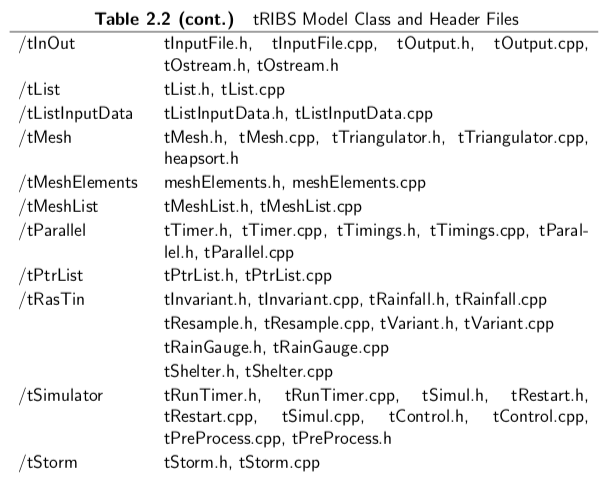 Table 2.2 (cont.) tRIBS Model Class and Header Files
/tInOut tInputFile.h, tInputFile.cpp, tOutput.h, tOutput.cpp,
tOstream.h, tOstream.h
/tList tList.h, tList.cpp
/tListInputData tListInputData.h, tListInputData.cpp
/tMesh tMesh.h, tMesh.cpp, tTriangulator.h, tTriangulator.cpp,
heapsort.h
/tMeshElements meshElements.h, meshElements.cpp
/tMeshList tMeshList.h, tMeshList.cpp
/tParallel tTimer.h, tTimer.cpp, tTimings.h, tTimings.cpp, tParal-
lel.h, tParallel.cpp
/tPtrList tPtrList.h, tPtrList.cpp
/tRasTin tInvariant.h, tInvariant.cpp, tRainfall.h, tRainfall.cpp
tResample.h, tResample.cpp, tVariant.h, tVariant.cpp
tRainGauge.h, tRainGauge.cpp
tShelter.h, tShelter.cpp
/tSimulator tRunTimer.h, tRunTimer.cpp, tSimul.h, tRestart.h,
tRestart.cpp, tSimul.cpp, tControl.h, tControl.cpp,
tPreProcess.cpp, tPreProcess.h
/tStorm tStorm.h, tStorm.cpp